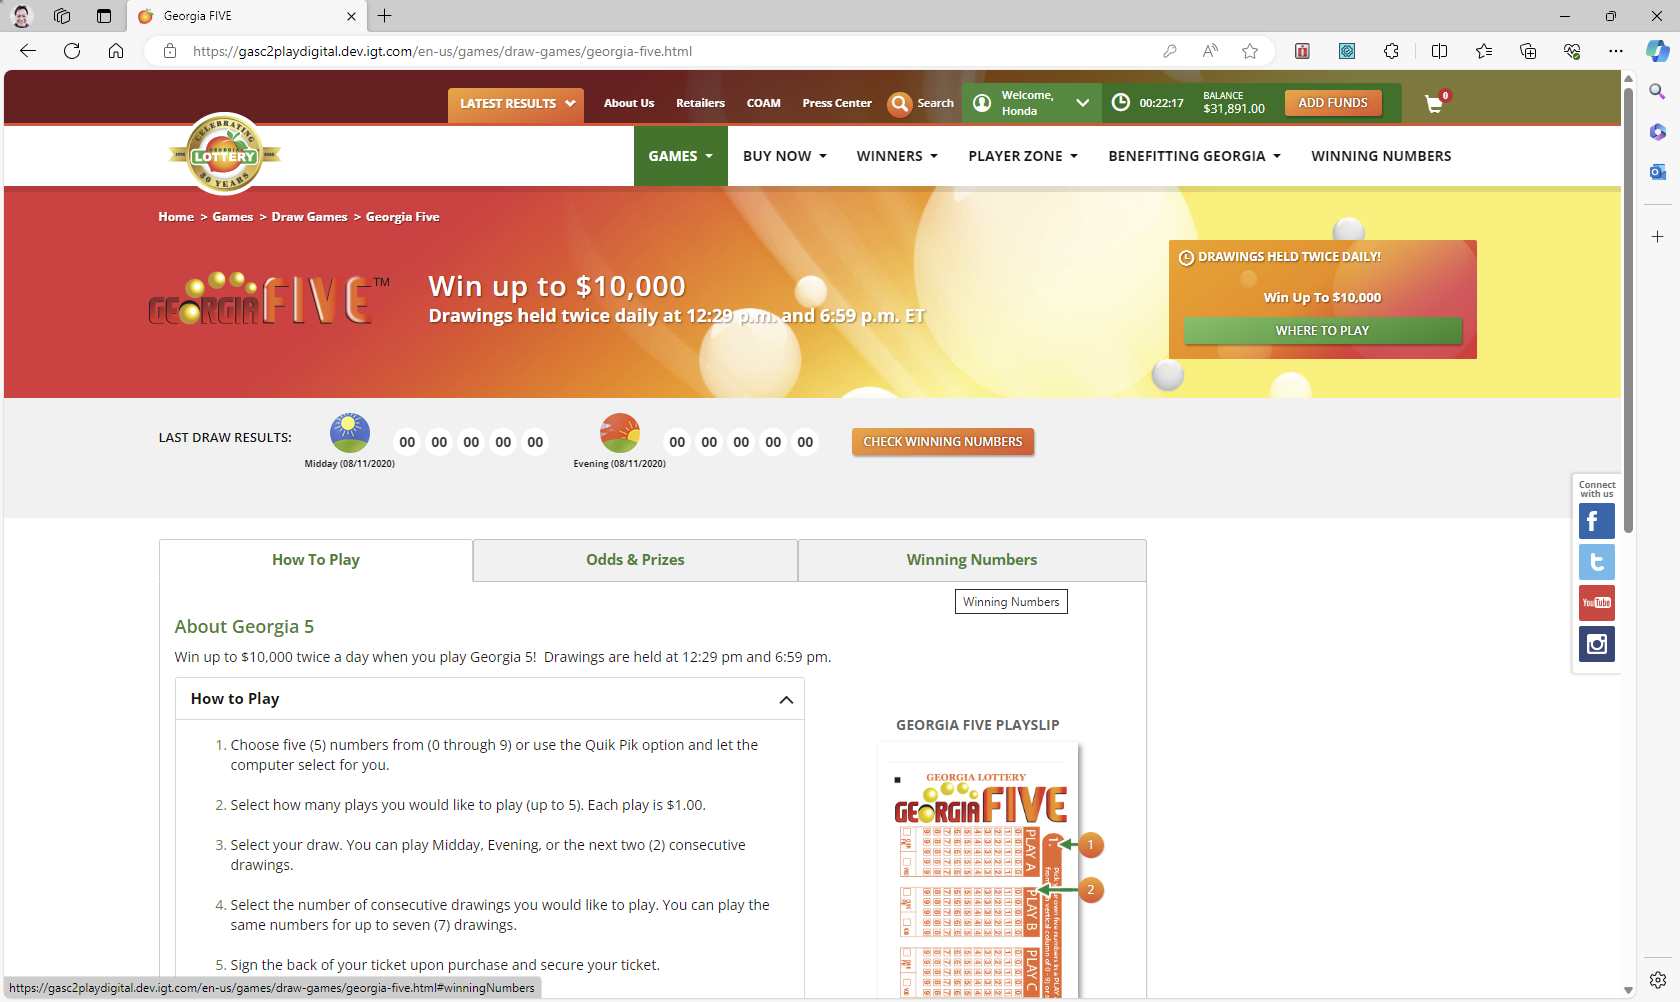 Georgia FIVE
https://gasc2playdigital.dev.igt.com/en-us/games/draw-games/georgia-five.html
LATEST RESULTS
About Us
Retailers
COAM
Press Center
Search
Welcome,
Honda
00:22:17
BALANCE
$31,891.00
ADD FUNDS
0
CELEBRATING
GEORGIA
LOTTERY
30 YEARS
GAMES
BUY NOW
WINNERS
PLAYER ZONE
BENEFITTING GEORGIA
WINNING NUMBERS
Home > Games > Draw Games > Georgia Five
GEORGIA FIVE™
Win up to $10,000
Drawings held twice daily at 12:29 p.m. and 6:59 p.m. ET
DRAWINGS HELD TWICE DAILY!
Win Up To $10,000
WHERE TO PLAY
LAST DRAW RESULTS:
Midday (08/11/2020)
00 00 00 00 00
Evening (08/11/2020)
00 00 00 00 00
CHECK WINNING NUMBERS
Connect
with us
YouTube
How To Play
Odds & Prizes
Winning Numbers
Winning Numbers
About Georgia 5
Win up to $10,000 twice a day when you play Georgia 5!  Drawings are held at 12:29 pm and 6:59 pm.
How to Play
1. Choose five (5) numbers from (0 through 9) or use the Quik Pik option and let the
computer select for you.
2. Select how many plays you would like to play (up to 5). Each play is $1.00.
3. Select your draw. You can play Midday, Evening, or the next two (2) consecutive
drawings.
4. Select the number of consecutive drawings you would like to play. You can play the
same numbers for up to seven (7) drawings.
5. Sign the back of your ticket upon purchase and secure your ticket.
GEORGIA FIVE PLAYSLIP
GEORGIA LOTTERY
GEORGIA FIVE
PLAY A
PLAY B
PLAY C
1
2
https://gasc2playdigital.dev.igt.com/en-us/games/draw-games/georgia-five.html#winningNumbers